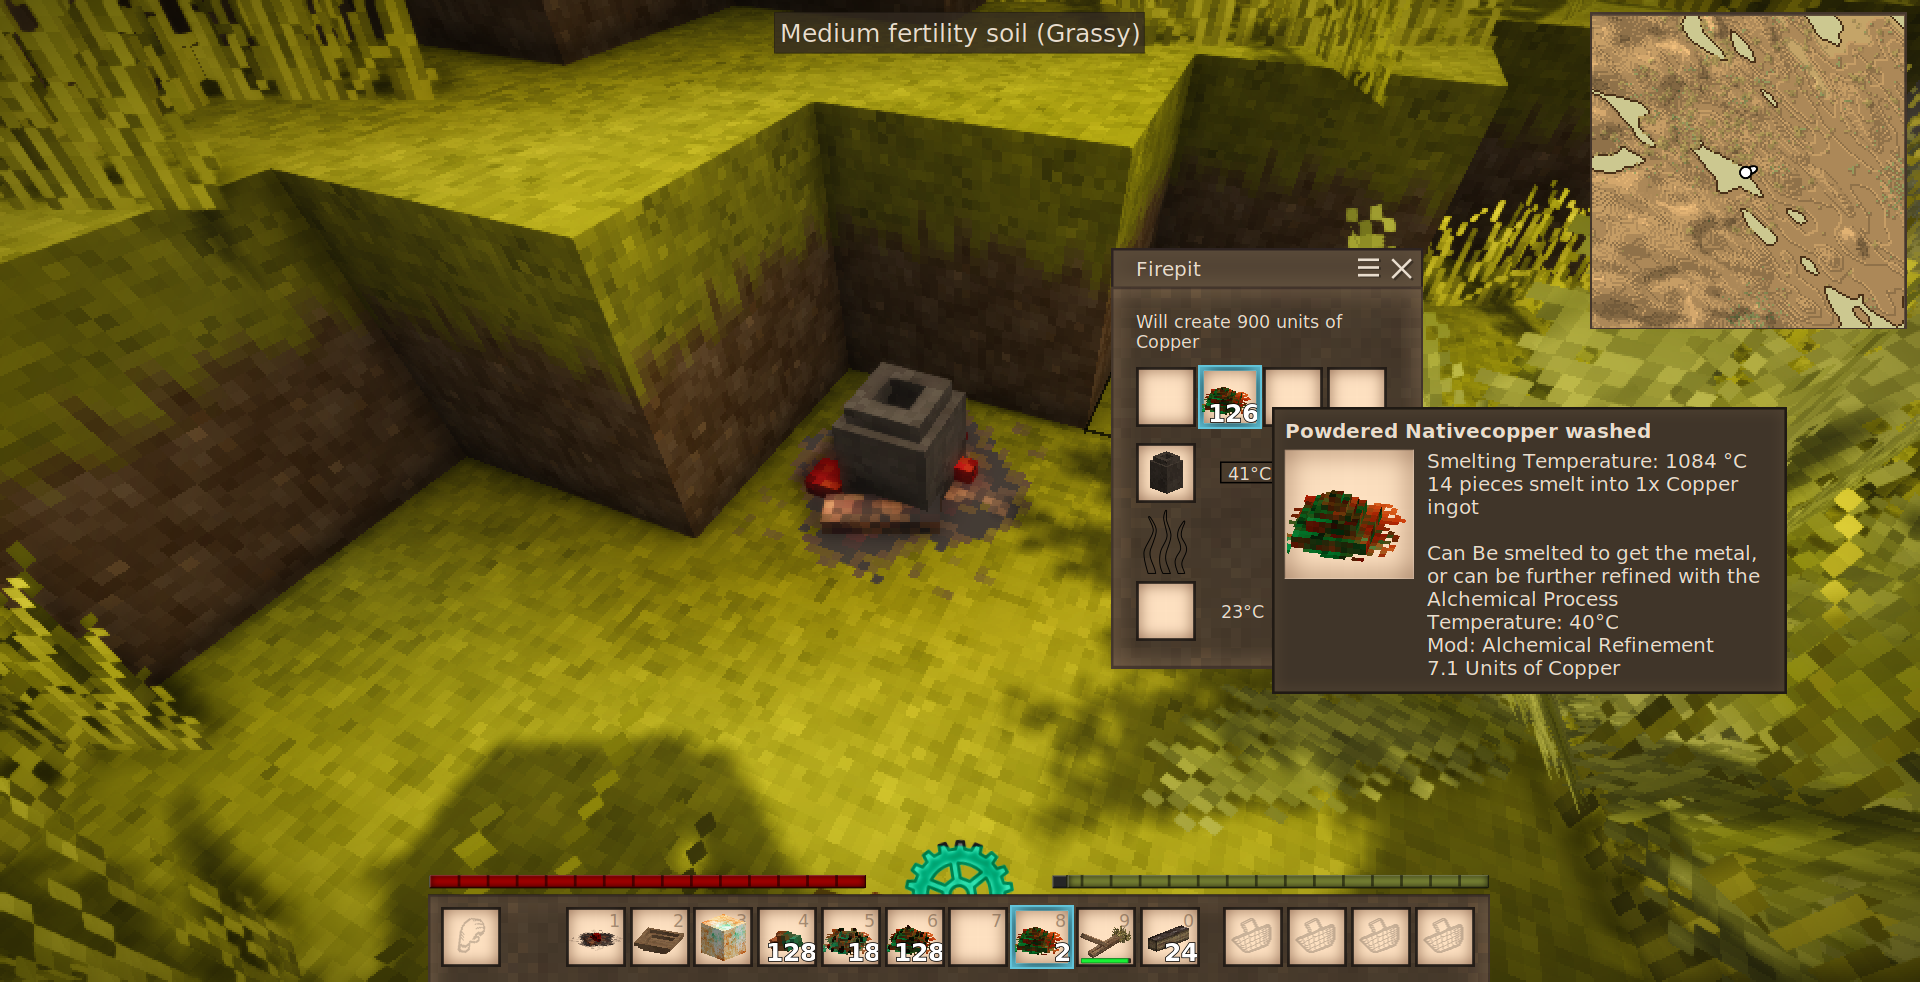 Medium fertility soil (Grassy)
Firepit
Will create 900 units of
Copper
126
41°C
23°C
Powdered Nativecopper washed
Smelting Temperature: 1084 °C
14 pieces smelt into 1x Copper
ingot
Can Be smelted to get the metal,
or can be further refined with the
Alchemical Process
Temperature: 40°C
Mod: Alchemical Refinement
7.1 Units of Copper
1 2 3 4 5 6 7 8 9 0
128 18 128 2 24